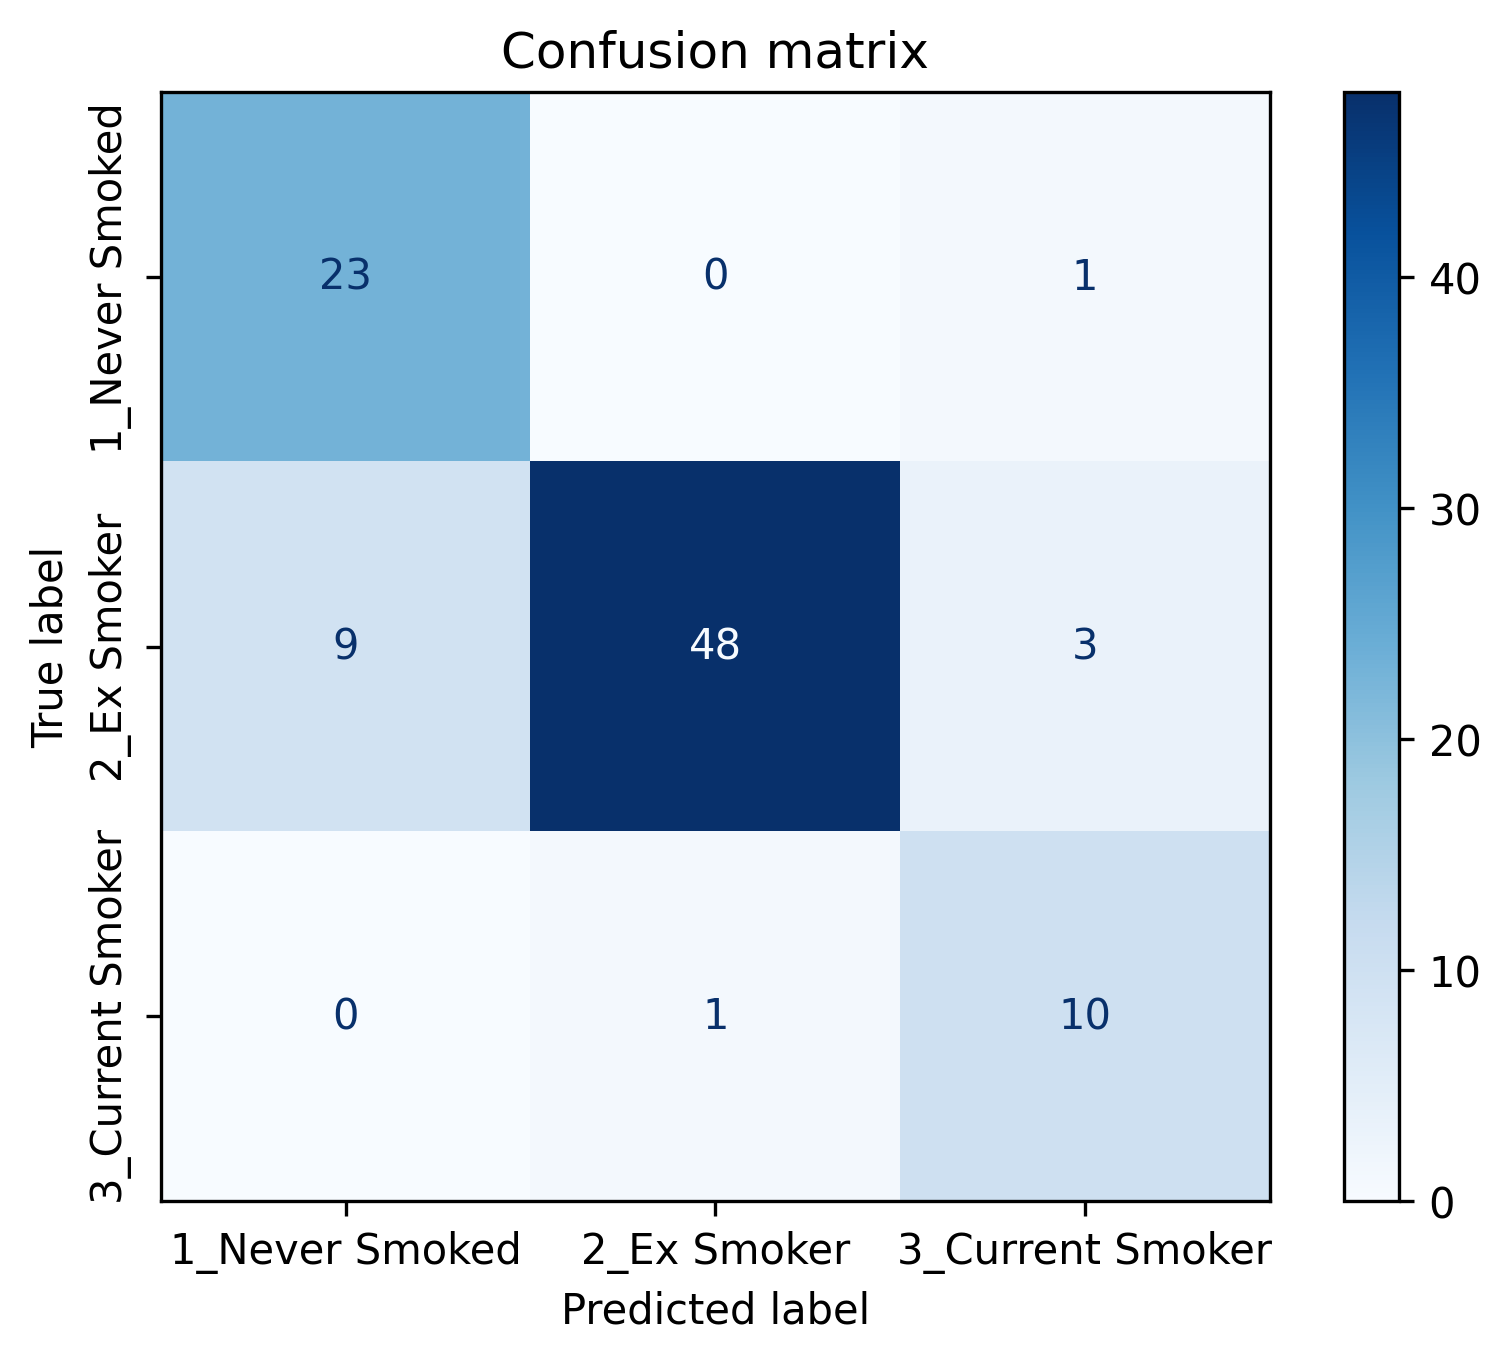 Confusion matrix
True label
1_Never Smoked
2_Ex Smoker
3_Current Smoker
23 0 1
9 48 3
0 1 10
1_Never Smoked 2_Ex Smoker 3_Current Smoker
Predicted label
40
30
20
10
0